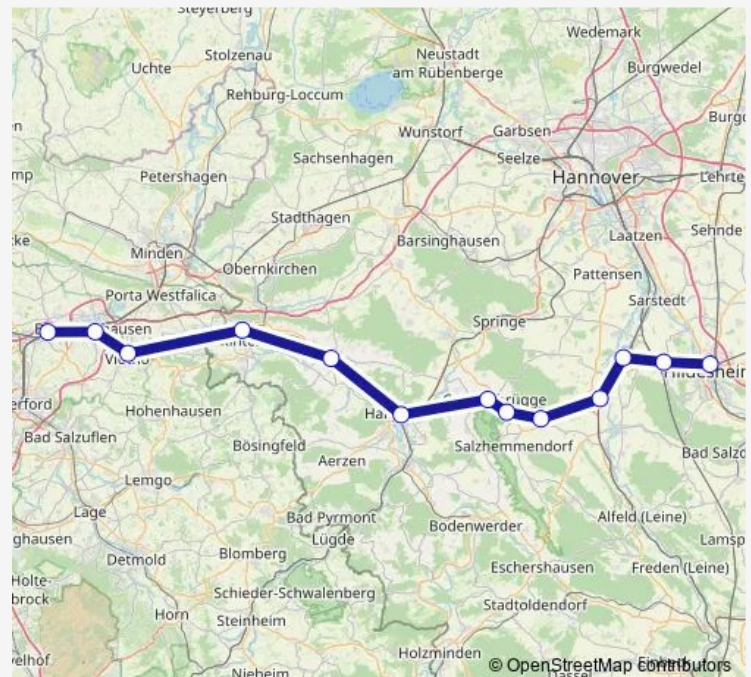 Steyerberg
Wedemark
Stolzenau
Neustadt
am Rübenberge
Uchte
Burgwedel
Rehburg-Loccum
Wunstorf
Garbsen
Sachsenhagen
Seelze
Petershagen
Hannover
Lehrte
Stadthagen
Laatzen
Sehnde
Barsinghausen
Minden
Obernkirchen
Pattensen
Porta Westfalica
Sarstedt
Springe
Hohenhausen
Bad Salzuflen
Bösingfeld
Salzhemmendorf
Aerzen
Lemgo
Lage
Bad Pyrmont
Lügde
Bodenwerder
Alfeld (Leine)
Detmold
Blomberg
Eschershausen
Freden (Leine)
Schieder-Schwalenberg
Stadtoldendorf
Horn
Steinheim
Holzminden
Nieheim
© OpenStreetMap contributors